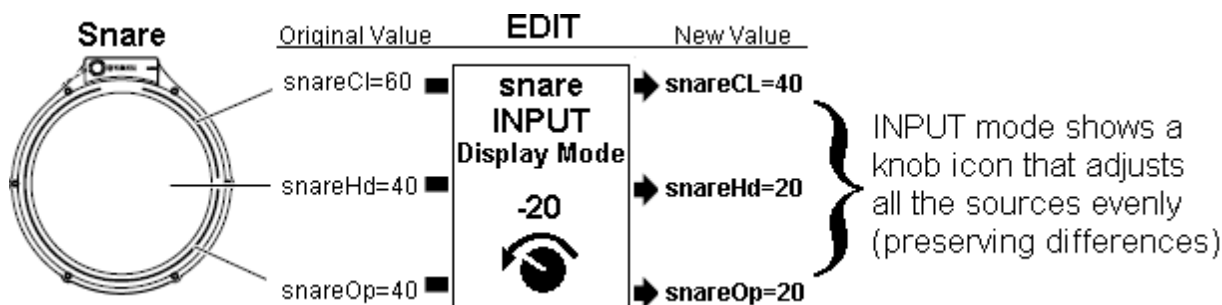 Snare
Original Value
EDIT
New Value
snareCl=60
snare
INPUT
Display Mode
snareCL=40
snareHd=40
-20
snareHd=20
snareOp=40
snareOp=20
INPUT mode shows a
knob icon that adjusts
all the sources evenly
(preserving differences)